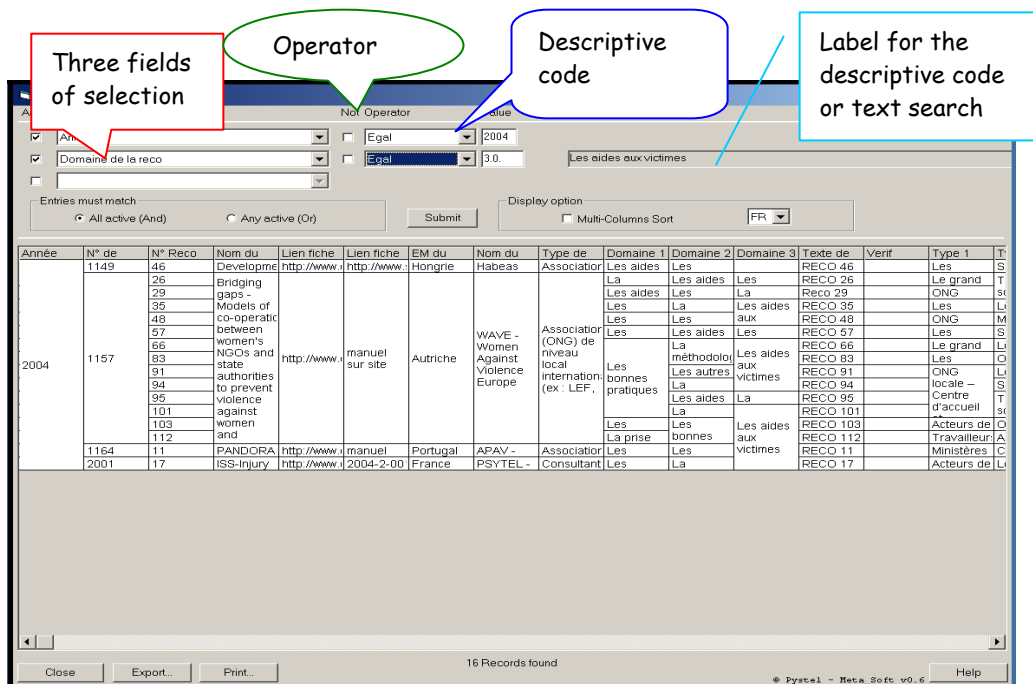 Three fields
of selection
Operator
Descriptive
code
Label for the
descriptive code
or text search
Not Operator
Egal 2004
Domaine de la reco Egal 3.0. Les aides aux victimes
Entries must match
All active (And) Any active (Or) Submit
Display option
Multi-Columns Sort FR
Année N° de N° Reco Nom du Lien fiche Lien fiche EM du Nom du Type de Domaine 1 Domaine 2 Domaine 3 Texte de Verif Type 1
1149 46 Developme http://www. http://www. Hongrie Habeas Association Les aides Les RECO 46 Les
2004
1157
26
29
35
48
57
66
83
91
94
95
101
103
112
Bridging
gaps -
Models of
co-operatio
between
women's
NGOs and
state
authorities
to prevent
violence
against
women
and
http://www.
manuel
sur site
Autriche
WAVE -
Women
Against
Violence
Europe
Association
(ONG) de
niveau
local
internation
(ex : LEF,
La
Les aides
Les
Les
Les
Les
bonnes
pratiques
Les
La prise
Les aides
Les
La
Les
Les aides
La
méthodolo
Les autres
La
Les aides
La
Les
bonnes
Les
La
Les aides
aux
Les
Les aides
aux
victimes
La
Les aides
aux
victimes
RECO 26
Reco 29
RECO 35
RECO 48
RECO 57
RECO 66
RECO 83
RECO 91
RECO 94
RECO 95
RECO 101
RECO 103
RECO 112
Le grand
ONG
Les
ONG
Les
Le grand
Les
ONG
locale –
Centre
d'accueil
Acteurs de
Travailleur
1164 11 PANDORA http://www. manuel Portugal APAV - Association Les Les RECO 11 Ministères
2001 17 ISS-Injury http://www. 2004-2-00 France PSYTEL - Consultant Les La RECO 17 Acteurs de
16 Records found
Close Export... Print... Help
© Pystel - Meta Soft v0.6